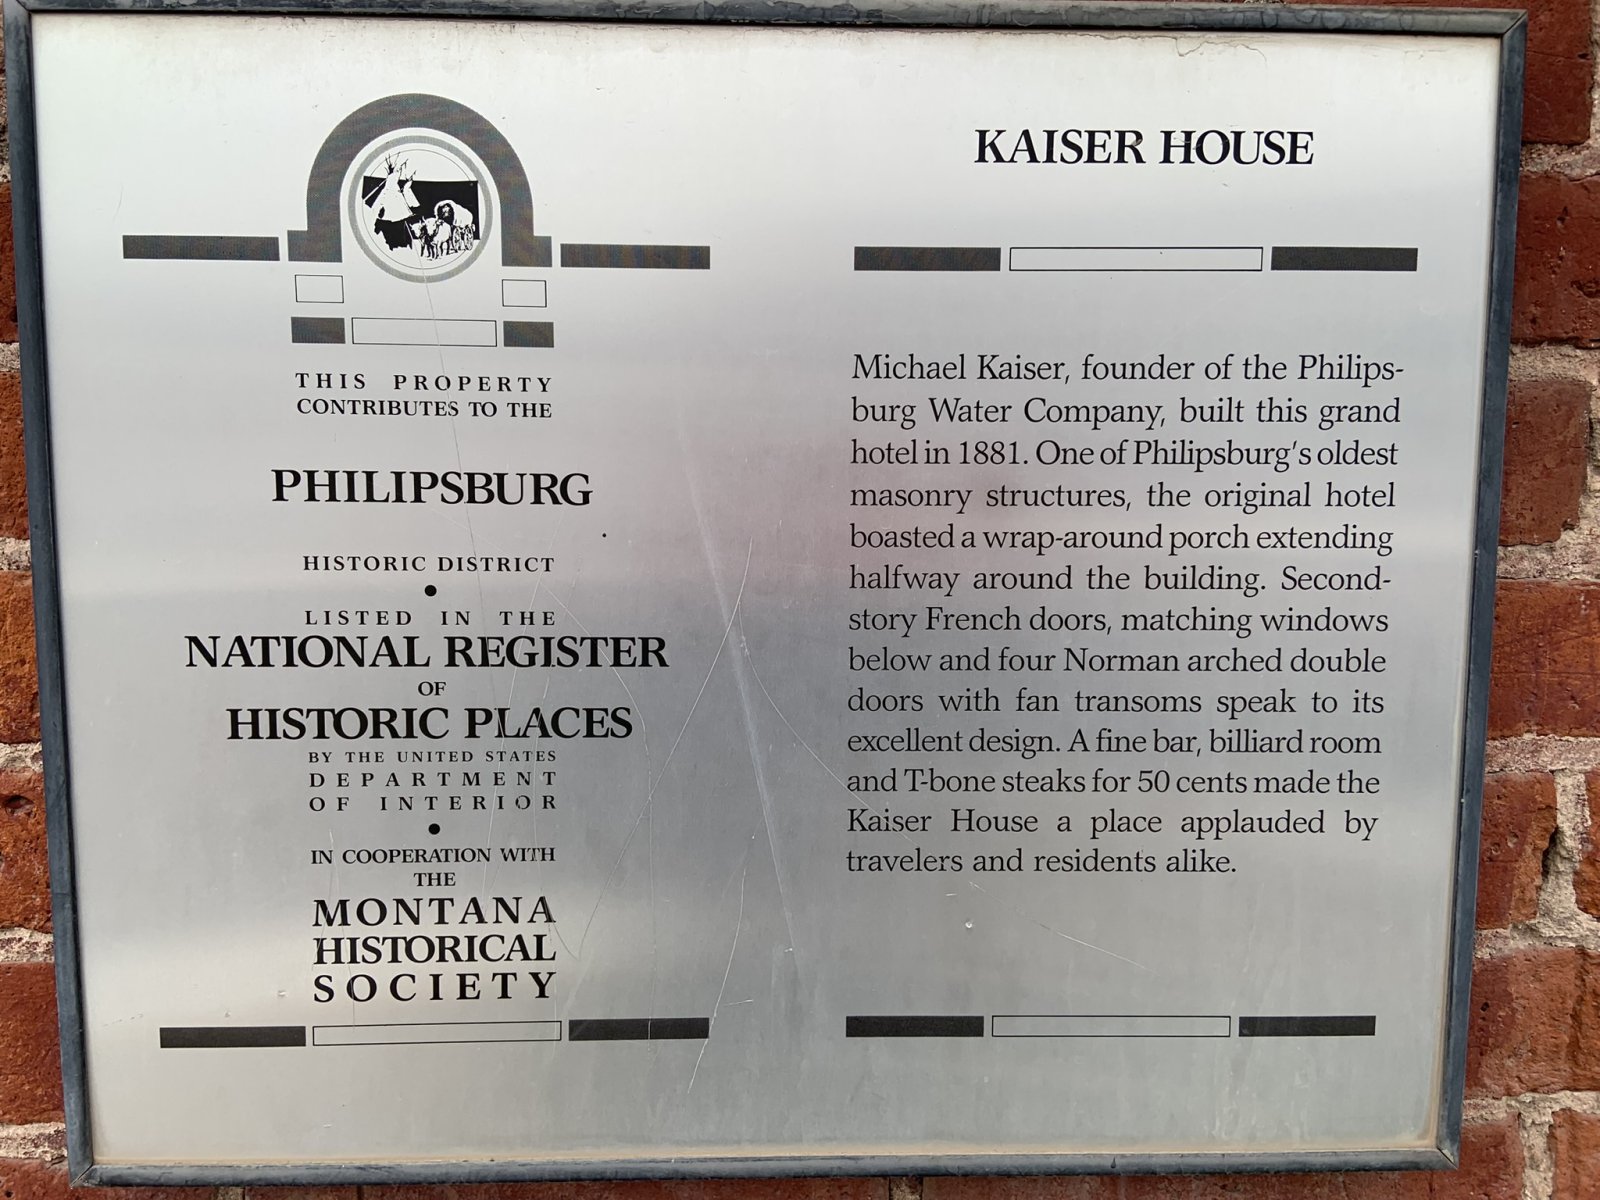 THIS PROPERTY
CONTRIBUTES TO THE
PHILIPSBURG
HISTORIC DISTRICT
•
LISTED IN THE
NATIONAL REGISTER
OF
HISTORIC PLACES
BY THE UNITED STATES
DEPARTMENT
OF INTERIOR
•
IN COOPERATION WITH
THE
MONTANA
HISTORICAL
SOCIETY
KAISER HOUSE
Michael Kaiser, founder of the Philips-
burg Water Company, built this grand
hotel in 1881. One of Philipsburg's oldest
masonry structures, the original hotel
boasted a wrap-around porch extending
halfway around the building. Second-
story French doors, matching windows
below and four Norman arched double
doors with fan transoms speak to its
excellent design. A fine bar, billiard room
and T-bone steaks for 50 cents made the
Kaiser House a place applauded by
travelers and residents alike.